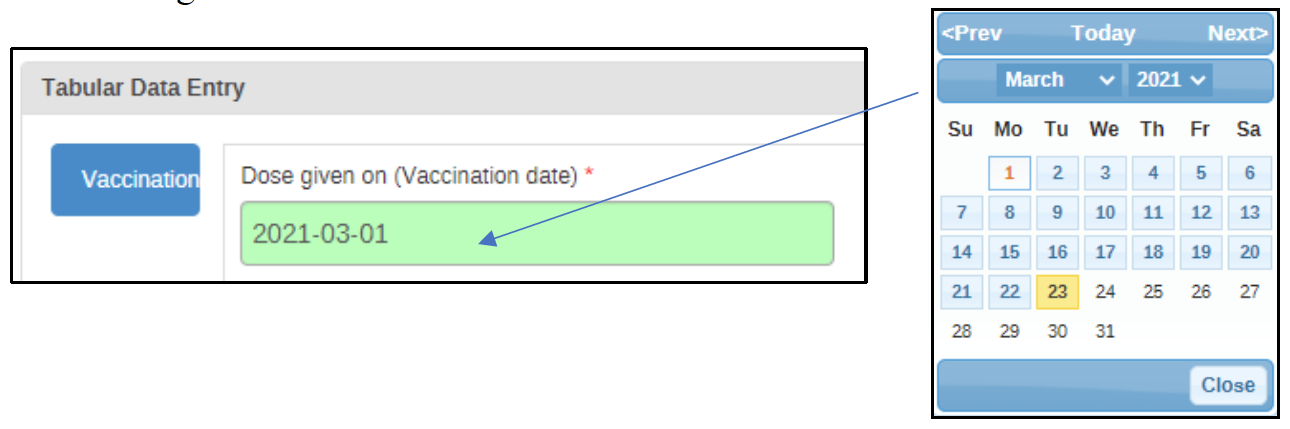 Tabular Data Entry
Vaccination
Dose given on (Vaccination date) *
2021-03-01
<Prev Today Next>
March 2021
Su Mo Tu We Th Fr Sa
1 2 3 4 5 6
7 8 9 10 11 12 13
14 15 16 17 18 19 20
21 22 23 24 25 26 27
28 29 30 31
Close